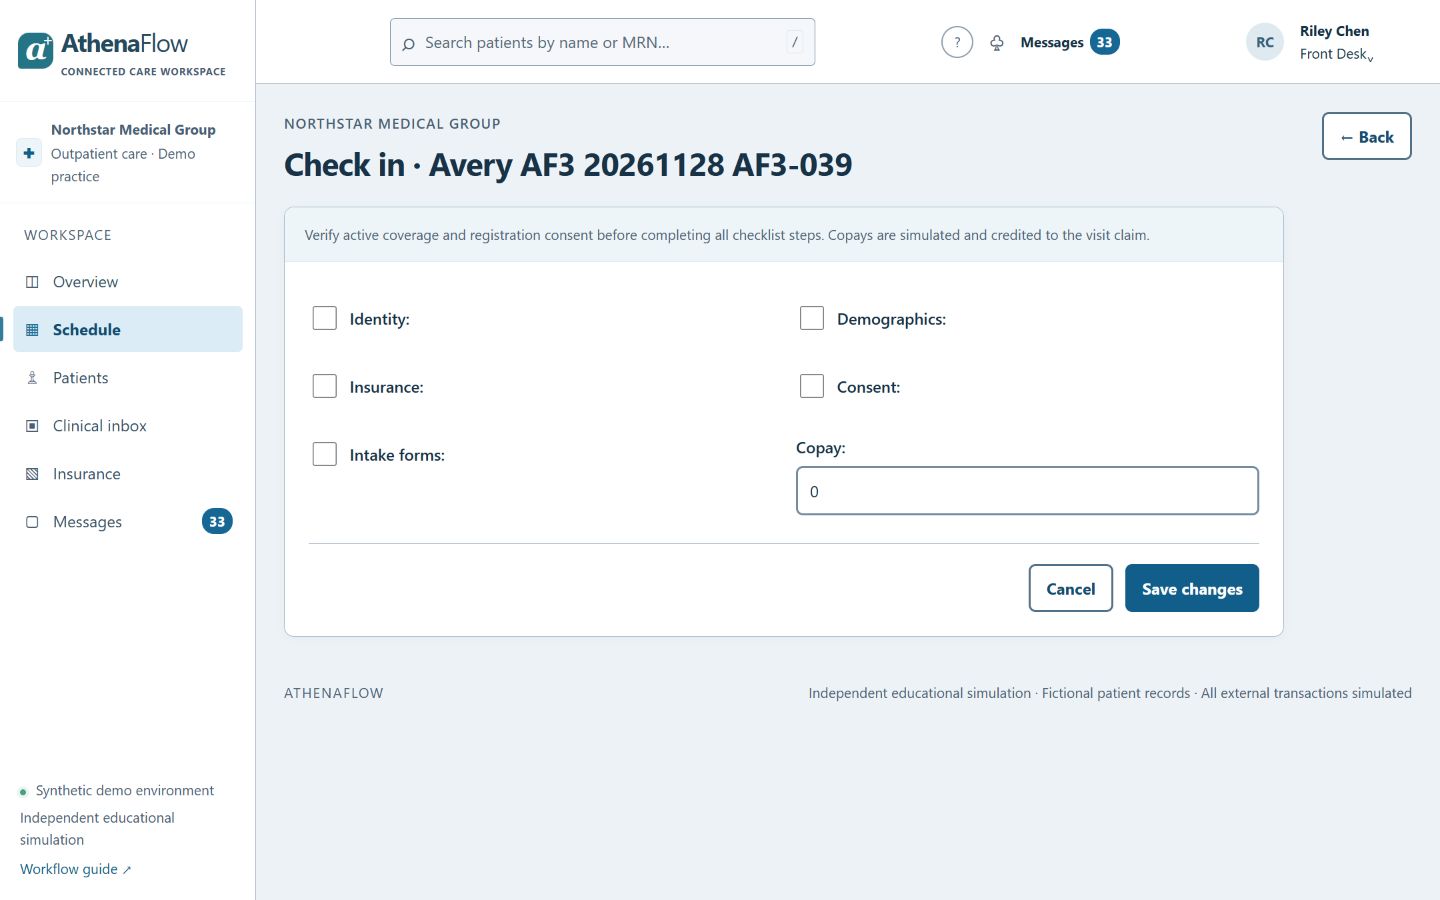 AthenaFlow
CONNECTED CARE WORKSPACE
Search patients by name or MRN...
/
?
Messages 33
RC
Riley Chen
Front Desk
Northstar Medical Group
Outpatient care · Demo
practice
WORKSPACE
Overview
Schedule
Patients
Clinical inbox
Insurance
Messages 33
Synthetic demo environment
Independent educational
simulation
Workflow guide ↗
NORTHSTAR MEDICAL GROUP
← Back
Check in · Avery AF3 20261128 AF3-039
Verify active coverage and registration consent before completing all checklist steps. Copays are simulated and credited to the visit claim.
Identity:
Demographics:
Insurance:
Consent:
Intake forms:
Copay:
0
Cancel
Save changes
ATHENAFLOW
Independent educational simulation · Fictional patient records · All external transactions simulated